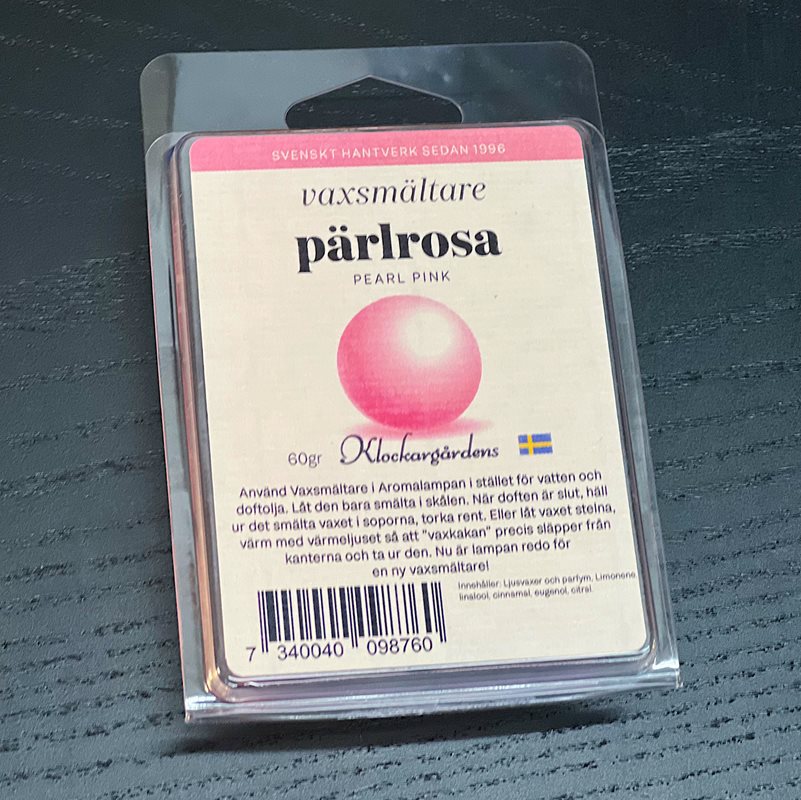 SVENSKT HANTVERK SEDAN 1996
vaxsmältare
pärlrosa
PEARL PINK
60gr Klockargårdens
Använd Vaxsmältare i Aromalampan i stället för vatten och
doftolja. Låt den bara smälta i skålen. När doften är slut, häll
ur det smälta vaxet i soporna, torka rent. Eller låt vaxet stelna,
värm med värmeljuset så att "vaxkakan" precis släpper från
kanterna och ta ur den. Nu är lampan redo för
en ny vaxsmältare!
Innehåller: Ljusvaxer och parfym, Limonene,
linalool, cinnamal, eugenol, citral.
7 340040 098760